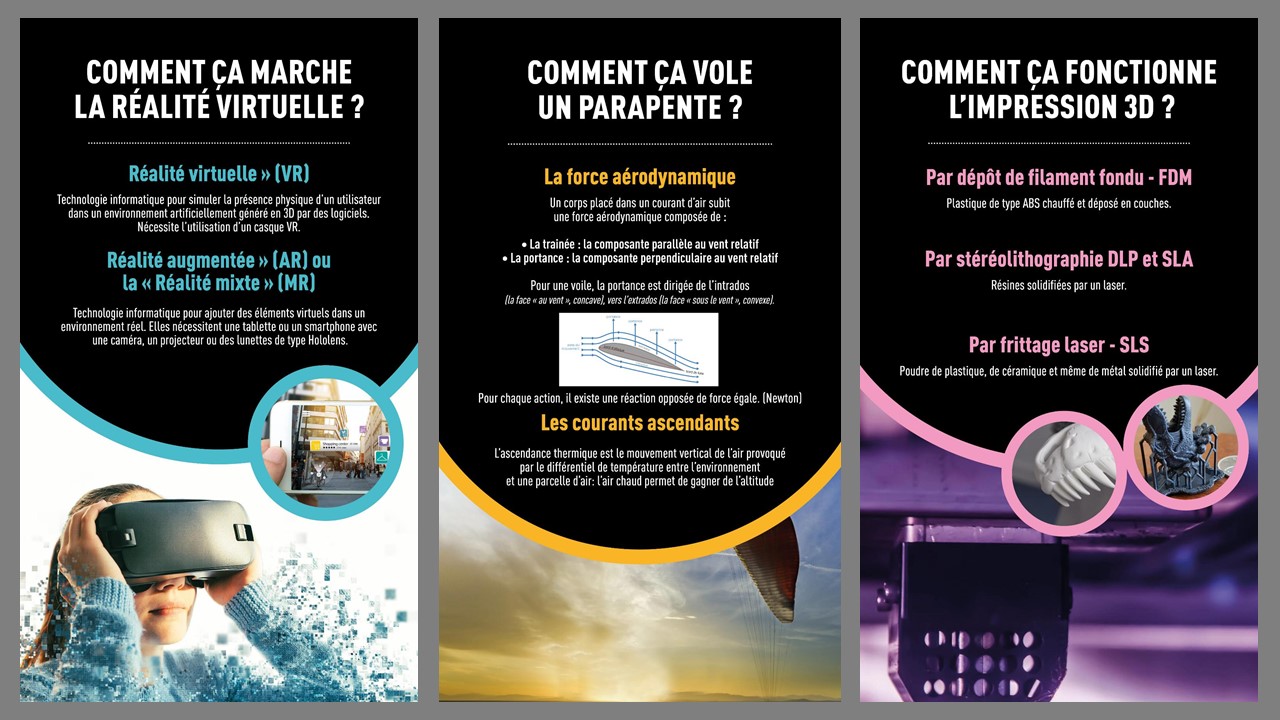 COMMENT ÇA MARCHE
LA RÉALITÉ VIRTUELLE ?
Réalité virtuelle » (VR)
Technologie informatique pour simuler la présence physique d'un utilisateur
dans un environnement artificiellement généré en 3D par des logiciels.
Nécessite l'utilisation d'un casque VR.
Réalité augmentée » (AR) ou
la « Réalité mixte » (MR)
Technologie informatique pour ajouter des éléments virtuels dans un
environnement réel. Elles nécessitent une tablette ou un smartphone avec
une caméra, un projecteur ou des lunettes de type Hololens.
COMMENT ÇA VOLE
UN PARAPENTE ?
La force aérodynamique
Un corps placé dans un courant d'air subit
une force aérodynamique composée de :
• La trainée : la composante parallèle au vent relatif
• La portance : la composante perpendiculaire au vent relatif
Pour une voile, la portance est dirigée de l'intrados
(la face « au vent », concave), vers l'extrados (la face « sous le vent », convexe).
Pour chaque action, il existe une réaction opposée de force égale. (Newton)
Les courants ascendants
L'ascendance thermique est le mouvement vertical de l'air provoqué
par le différentiel de température entre l'environnement
et une parcelle d'air: l'air chaud permet de gagner de l'altitude
COMMENT ÇA FONCTIONNE
L'IMPRESSION 3D ?
Par dépôt de filament fondu - FDM
Plastique de type ABS chauffé et déposé en couches.
Par stéréolithographie DLP et SLA
Résines solidifiées par un laser.
Par frittage laser - SLS
Poudre de plastique, de céramique et même de métal solidifié par un laser.